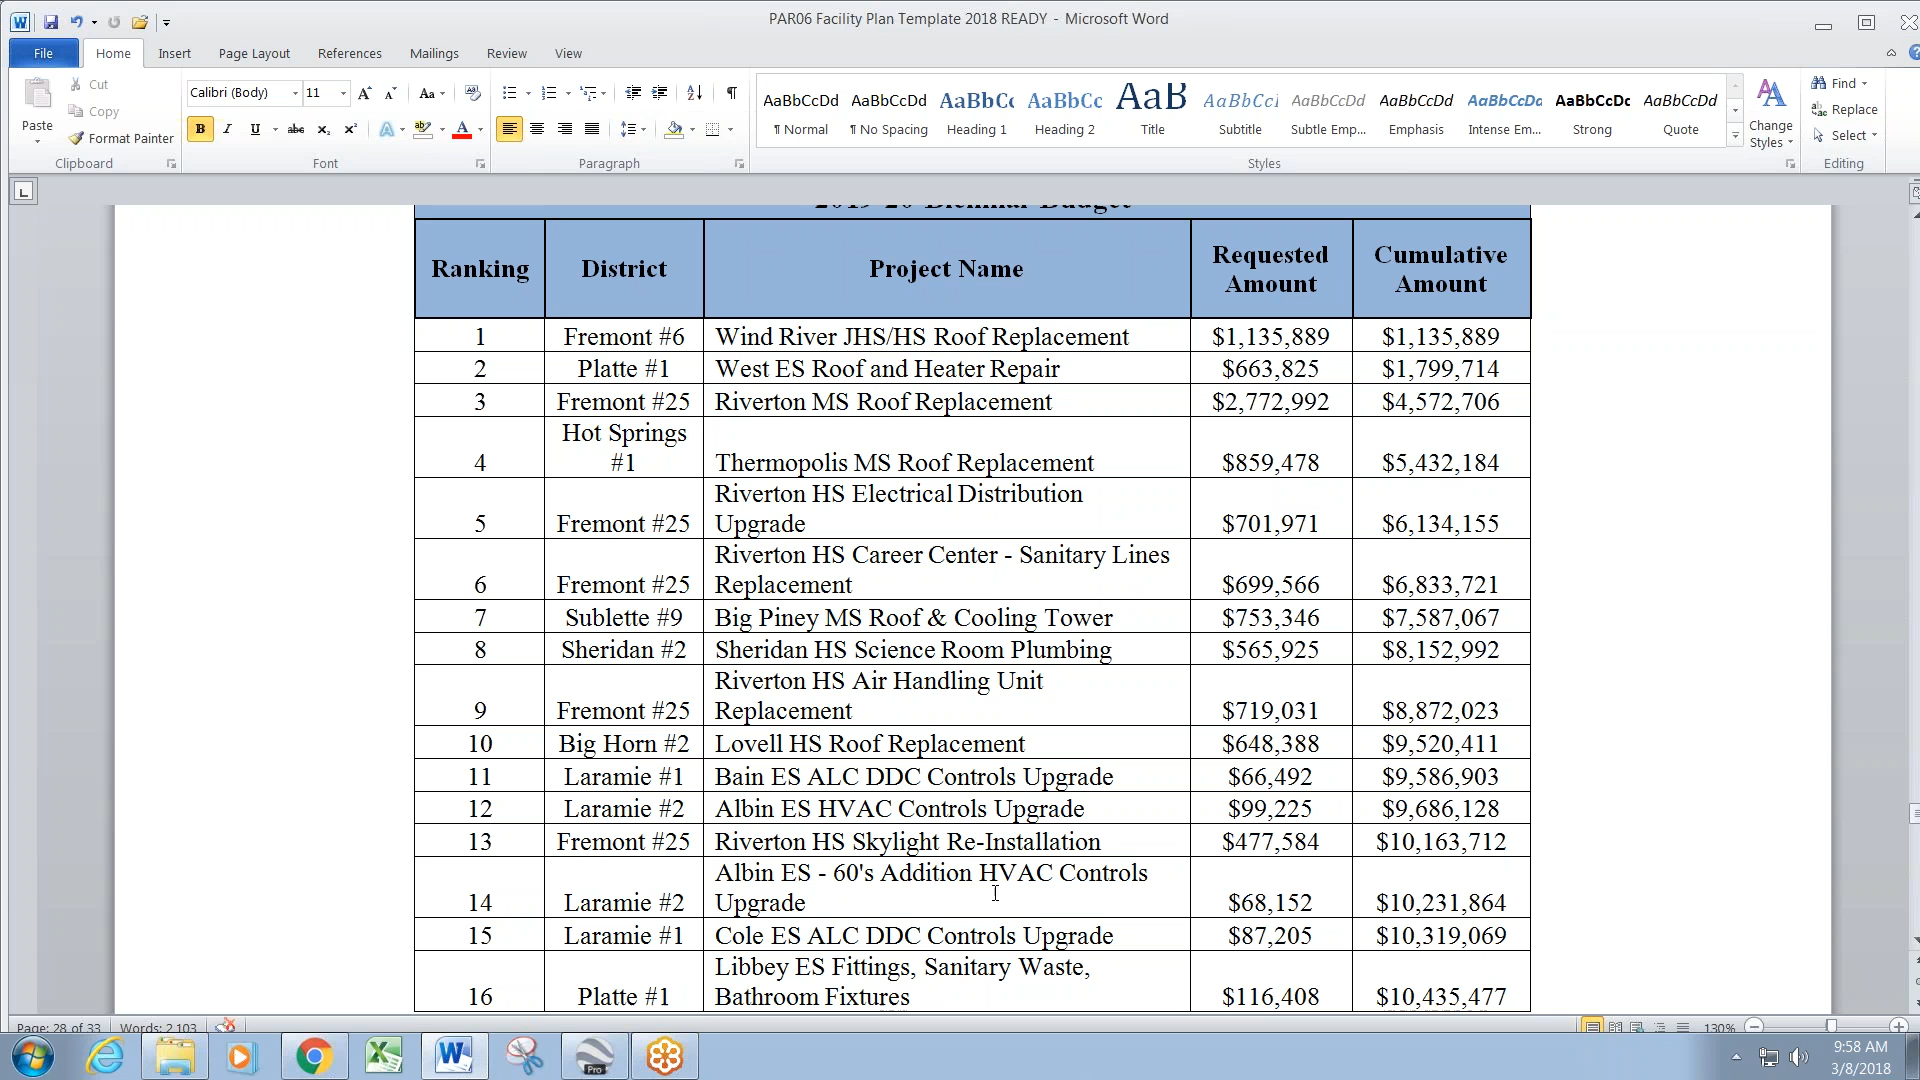 PAR06 Facility Plan Template 2018 READY - Microsoft Word
File Home Insert Page Layout References Mailings Review View
Paste Cut Copy Format Painter
Clipboard
Calibri (Body) 11
Font
Paragraph
AaBbCcDd AaBbCcDd AaBbCc AaBbCc AaB AaBbCcI AaBbCcDd AaBbCcDd AaBbCcDd AaBbCcDc AaBbCcDd
¶ Normal ¶ No Spacing Heading 1 Heading 2 Title Subtitle Subtle Emp... Emphasis Intense Em... Strong Quote
Styles
Change Styles
Find
Replace
Select
Editing
2019-20 Biennial Budget
Ranking District Project Name Requested Amount Cumulative Amount
1 Fremont #6 Wind River JHS/HS Roof Replacement $1,135,889 $1,135,889
2 Platte #1 West ES Roof and Heater Repair $663,825 $1,799,714
3 Fremont #25 Riverton MS Roof Replacement $2,772,992 $4,572,706
4 Hot Springs #1 Thermopolis MS Roof Replacement $859,478 $5,432,184
5 Fremont #25 Riverton HS Electrical Distribution Upgrade $701,971 $6,134,155
6 Fremont #25 Riverton HS Career Center - Sanitary Lines Replacement $699,566 $6,833,721
7 Sublette #9 Big Piney MS Roof & Cooling Tower $753,346 $7,587,067
8 Sheridan #2 Sheridan HS Science Room Plumbing $565,925 $8,152,992
9 Fremont #25 Riverton HS Air Handling Unit Replacement $719,031 $8,872,023
10 Big Horn #2 Lovell HS Roof Replacement $648,388 $9,520,411
11 Laramie #1 Bain ES ALC DDC Controls Upgrade $66,492 $9,586,903
12 Laramie #2 Albin ES HVAC Controls Upgrade $99,225 $9,686,128
13 Fremont #25 Riverton HS Skylight Re-Installation $477,584 $10,163,712
14 Laramie #2 Albin ES - 60's Addition HVAC Controls Upgrade $68,152 $10,231,864
15 Laramie #1 Cole ES ALC DDC Controls Upgrade $87,205 $10,319,069
16 Platte #1 Libbey ES Fittings, Sanitary Waste, Bathroom Fixtures $116,408 $10,435,477
Page: 28 of 33 Words: 2,103 130%
Pro
9:58 AM
3/8/2018